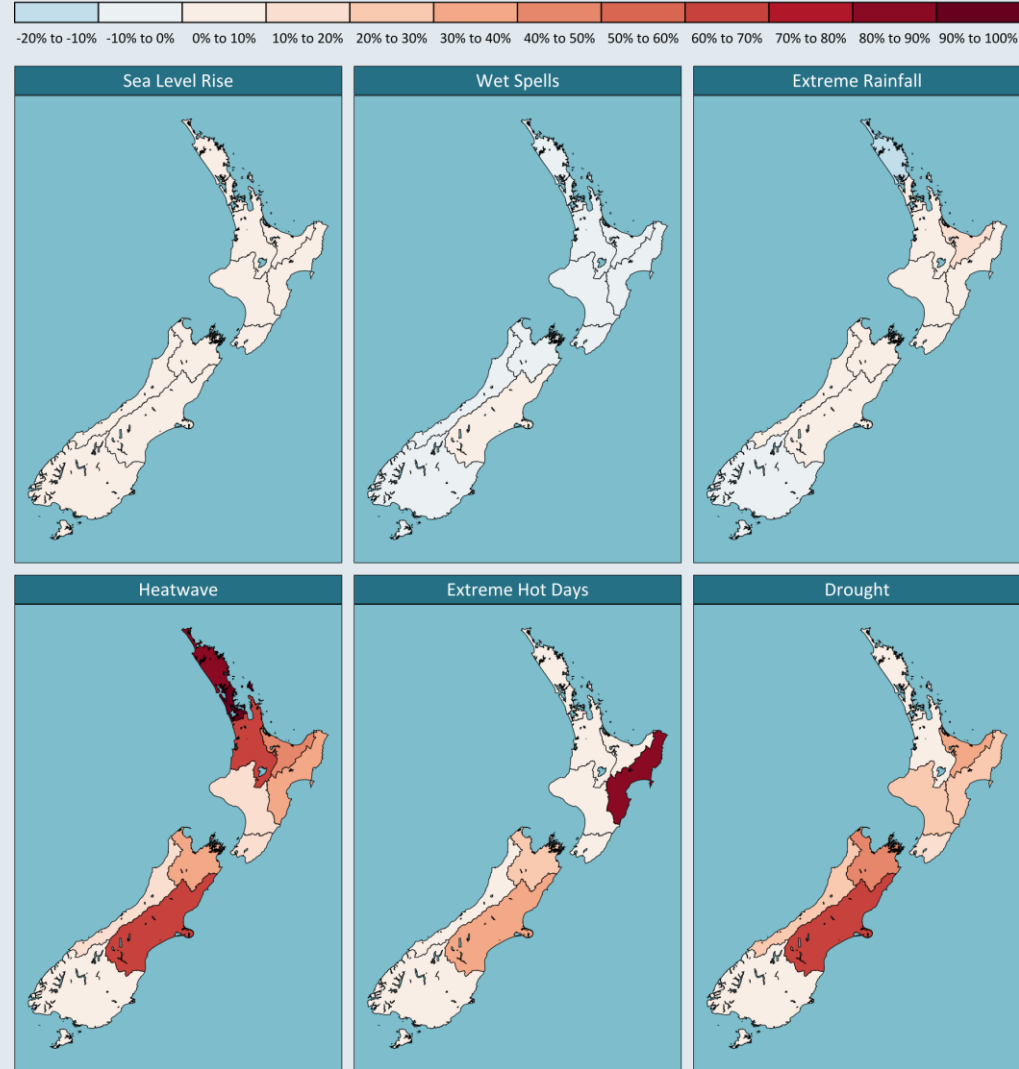 -20% to -10% -10% to 0% 0% to 10% 10% to 20% 20% to 30% 30% to 40% 40% to 50% 50% to 60% 60% to 70% 70% to 80% 80% to 90% 90% to 100%
Sea Level Rise Wet Spells Extreme Rainfall
Heatwave Extreme Hot Days Drought